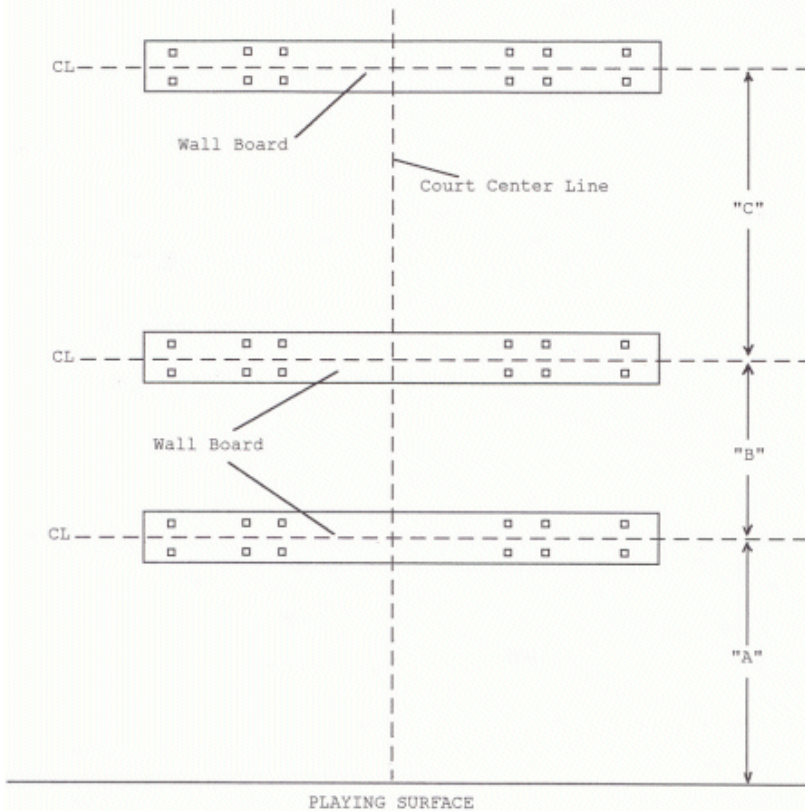 CL
Wall Board
Court Center Line
"C"
CL
Wall Board
"B"
CL
"A"
PLAYING SURFACE